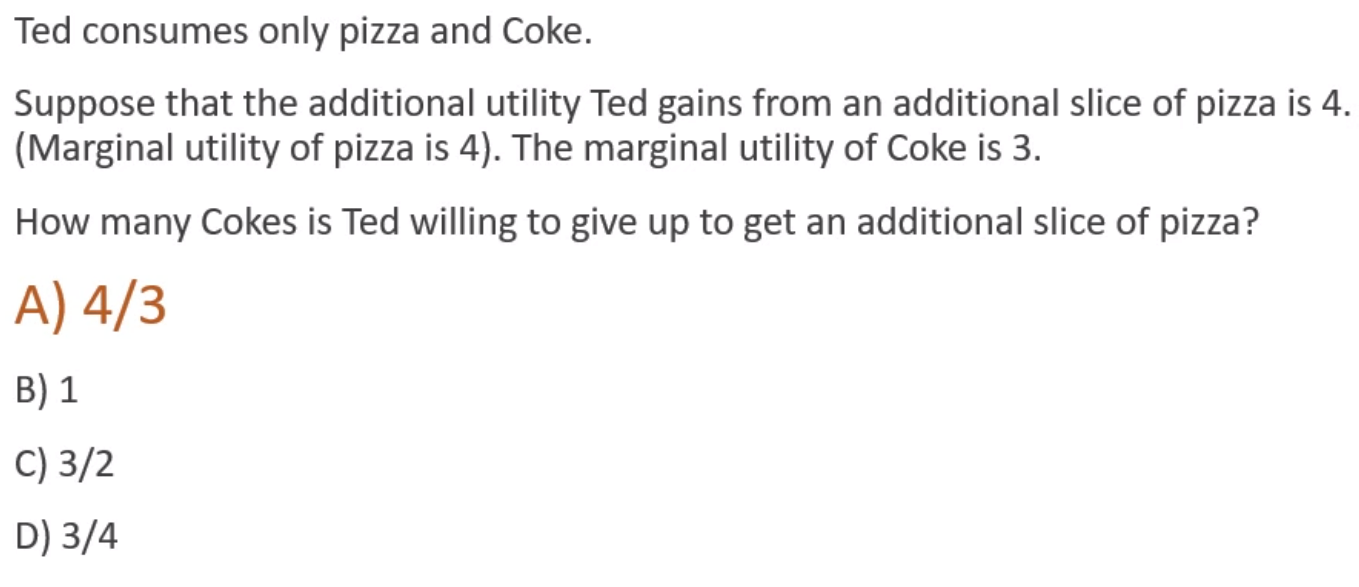 Ted consumes only pizza and Coke.
Suppose that the additional utility Ted gains from an additional slice of pizza is 4.
(Marginal utility of pizza is 4). The marginal utility of Coke is 3.
How many Cokes is Ted willing to give up to get an additional slice of pizza?
A) 4/3
B) 1
C) 3/2
D) 3/4